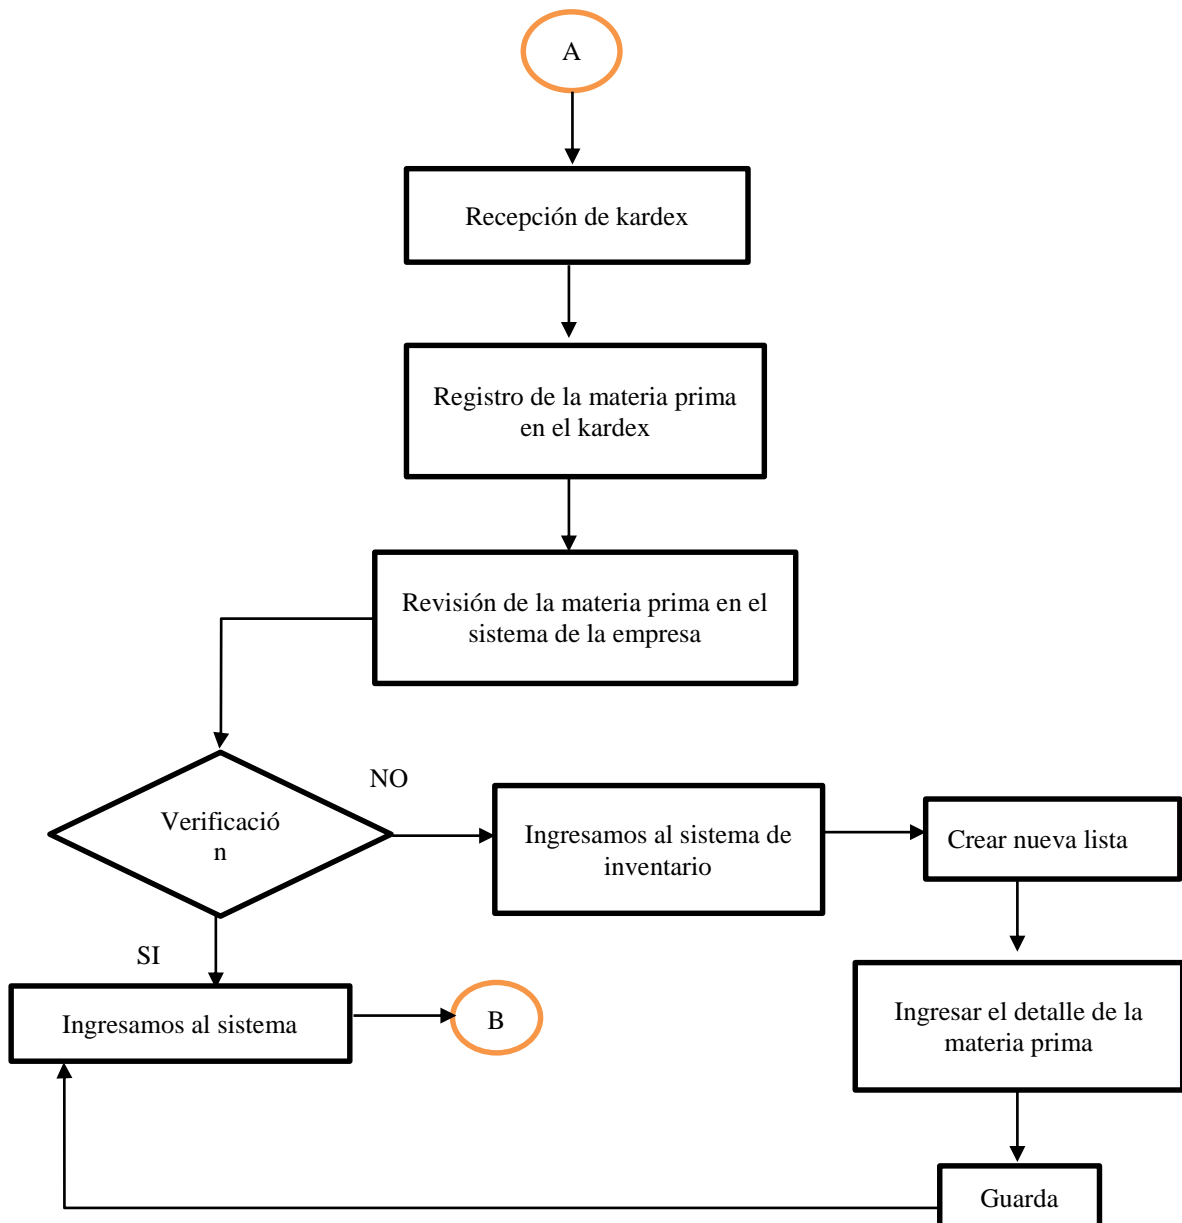 A
Recepción de kardex
Registro de la materia prima
en el kardex
Revisión de la materia prima en el
sistema de la empresa
NO
Verificació
n
Ingresamos al sistema de
inventario
Crear nueva lista
SI
Ingresamos al sistema
B
Ingresar el detalle de la
materia prima
Guarda